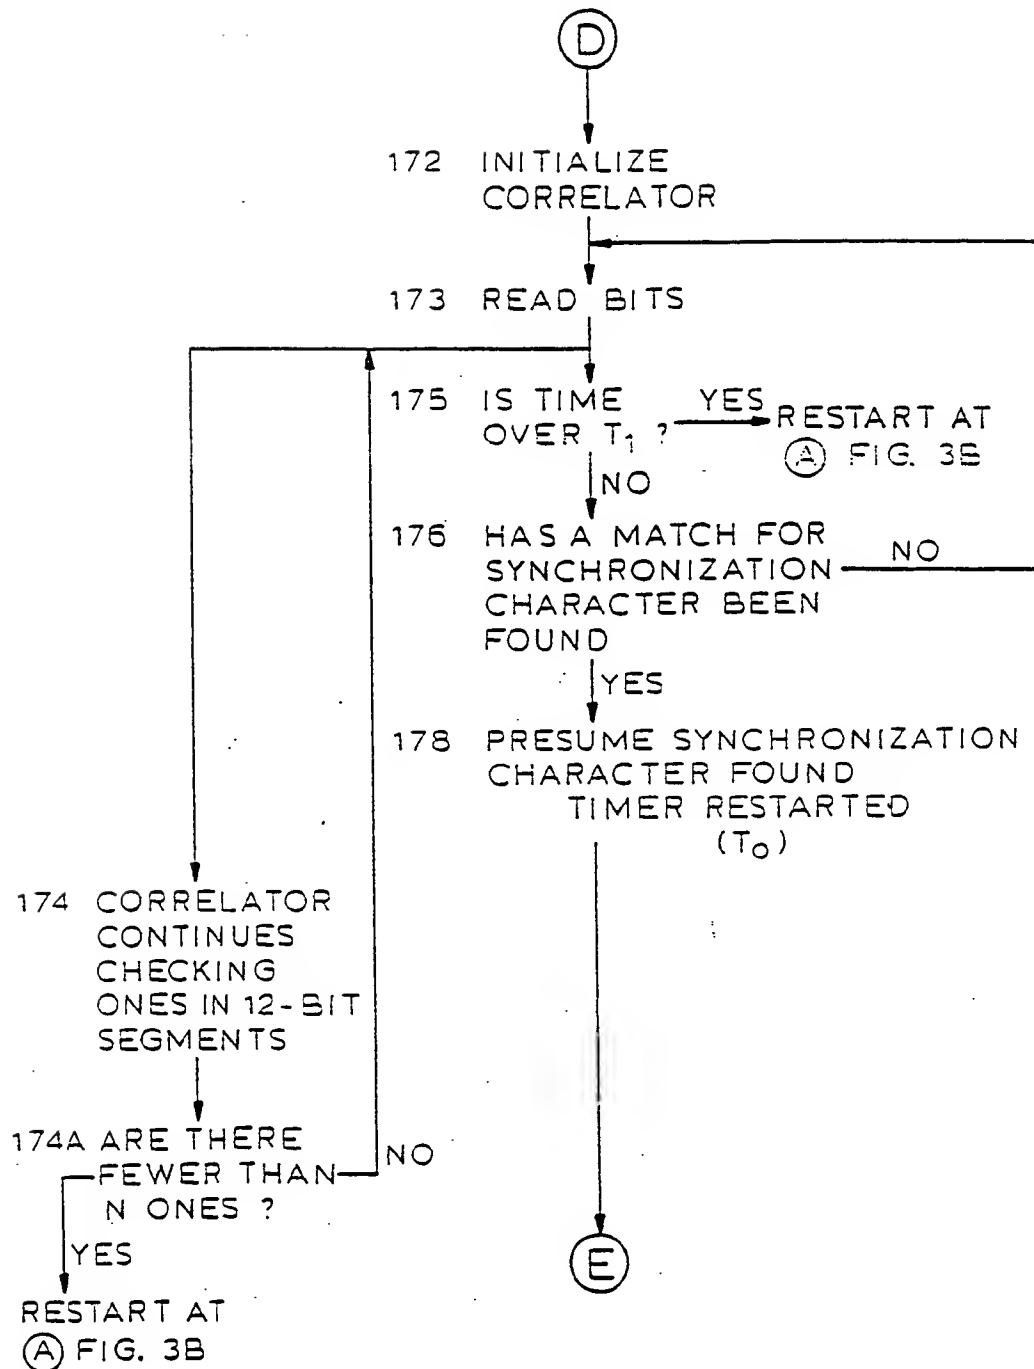 D
172 INITIALIZE
CORRELATOR
173 READ BITS
175 IS TIME
OVER T1 ?
YES
RESTART AT
A FIG. 3B
NO
176 HAS A MATCH FOR
SYNCHRONIZATION
CHARACTER BEEN
FOUND
NO
YES
178 PRESUME SYNCHRONIZATION
CHARACTER FOUND
TIMER RESTARTED
(T0)
174 CORRELATOR
CONTINUES
CHECKING
ONES IN 12-BIT
SEGMENTS
174A ARE THERE
FEWER THAN
N ONES ?
NO
YES
RESTART AT
A FIG. 3B
E